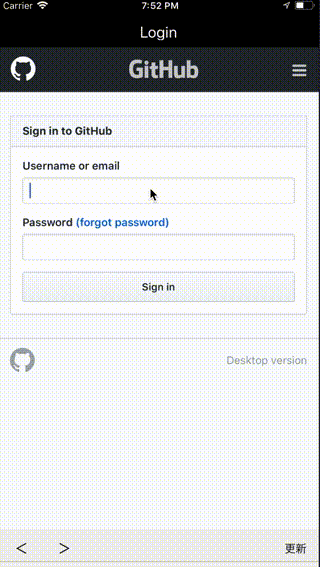 Carrier 7:52 PM
Login
GitHub
Sign in to GitHub
Username or email
Password (forgot password)
Sign in
Desktop version
< > 更新